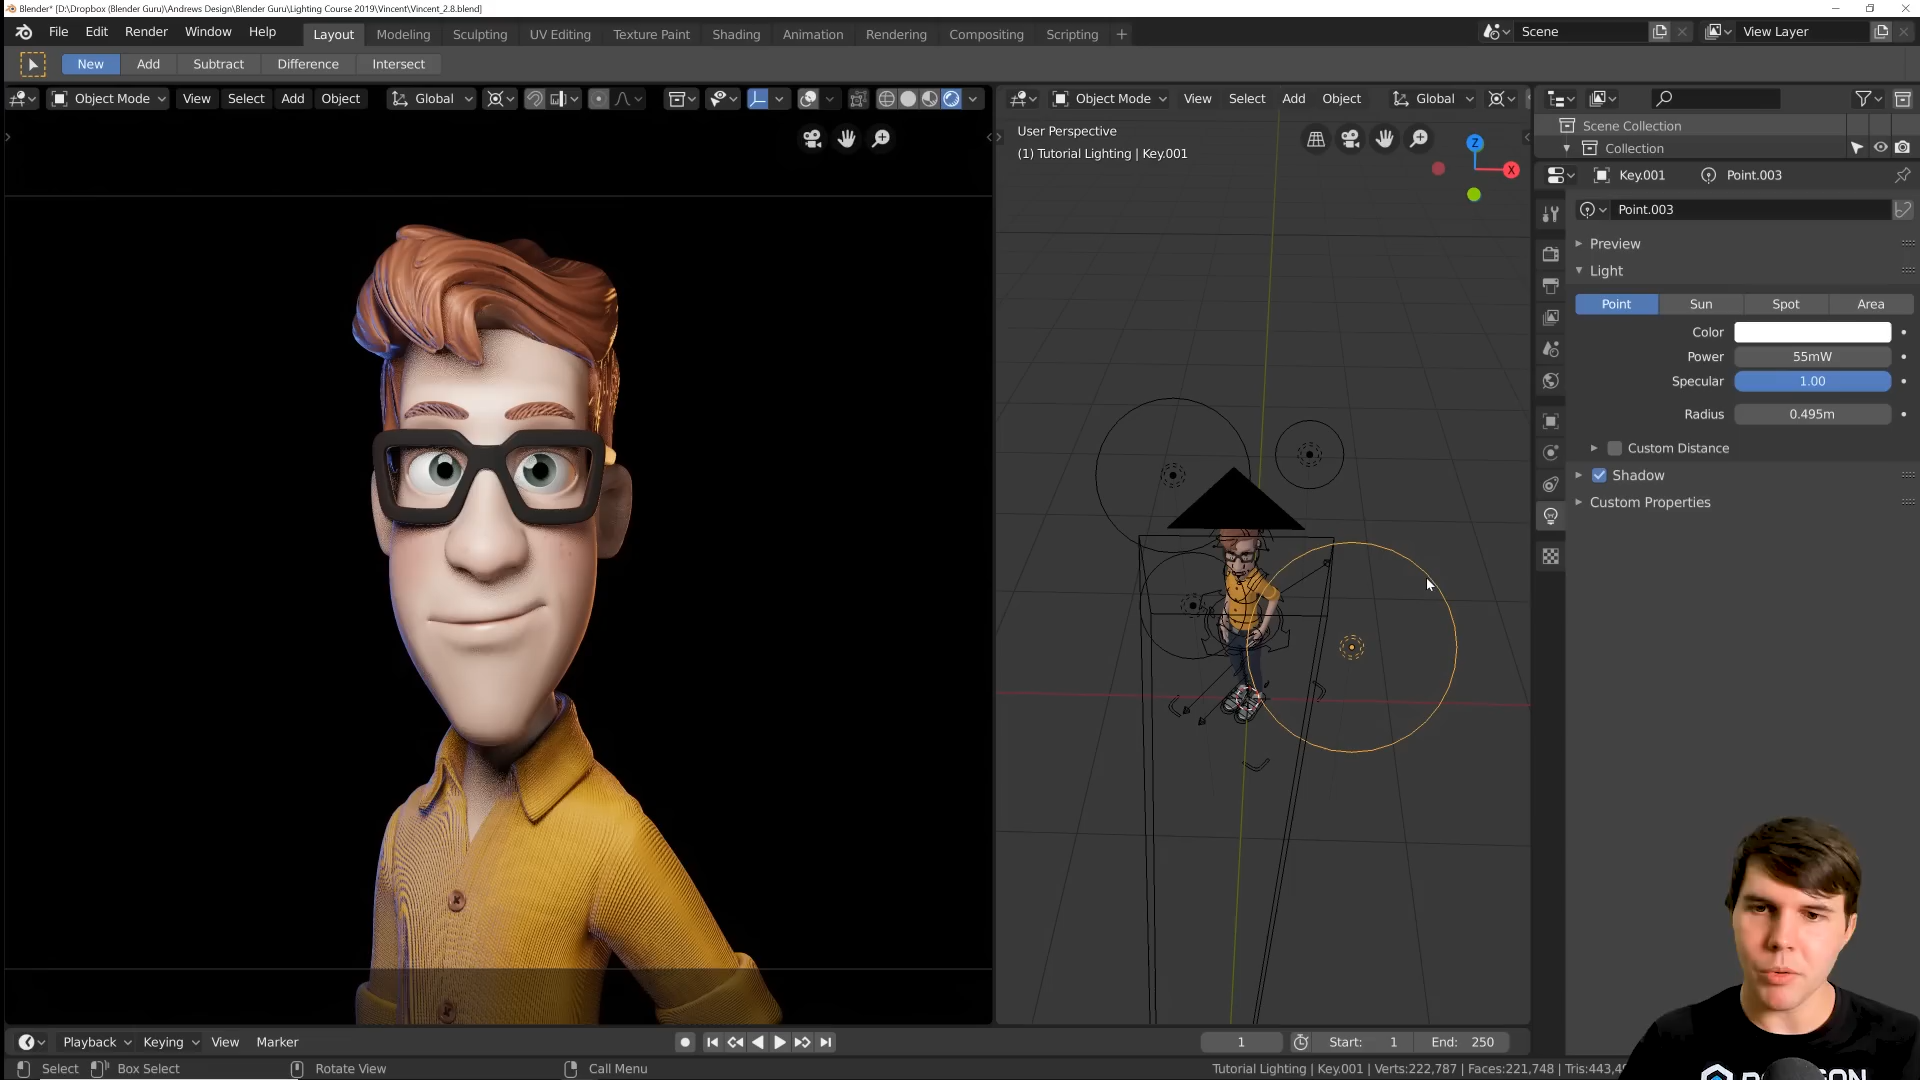 Blender* [D:\Dropbox (Blender Guru)\Andrews Design\Blender Guru\Lighting Course 2019\Vincent\Vincent_2.8.blend]
File Edit Render Window Help Layout Modeling Sculpting UV Editing Texture Paint Shading Animation Rendering Compositing Scripting + Scene View Layer
New Add Subtract Difference Intersect
Object Mode View Select Add Object Global Object Mode View Select Add Object Global
User Perspective
(1) Tutorial Lighting | Key.001
Z
X
Scene Collection
Collection
Key.001 Point.003
Point.003
Preview
Light
Point Sun Spot Area
Color
Power 55mW
Specular 1.00
Radius 0.495m
Custom Distance
Shadow
Custom Properties
Playback Keying View Marker 1 Start: 1 End: 250
Select Box Select Rotate View Call Menu Tutorial Lighting | Key.001 | Verts:222,787 | Faces:221,748 | Tris:443,4